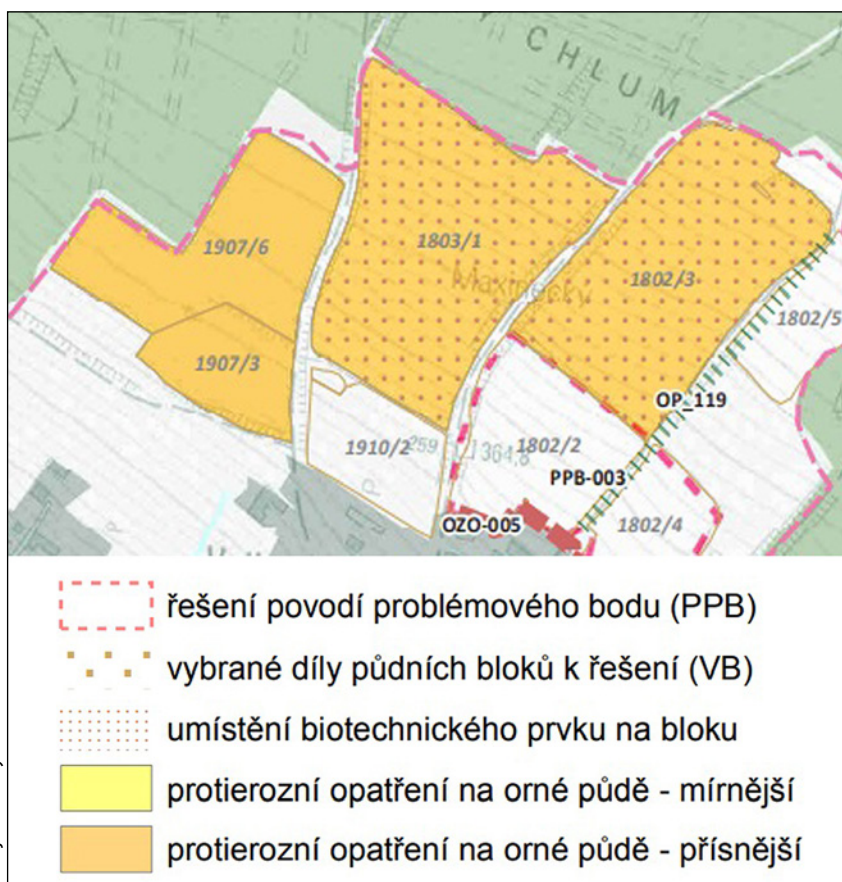 CHLUM
1907/6
1803/1
1802/3
Maxinecky
1802/5
1907/3
OP_119
1910/2
259
364,8
1802/2
PPB-003
OZO-005
1802/4
řešení povodí problémového bodu (PPB)
vybrané díly půdních bloků k řešení (VB)
umístění biotechnického prvku na bloku
protierozní opatření na orné půdě - mírnější
protierozní opatření na orné půdě - přísnější